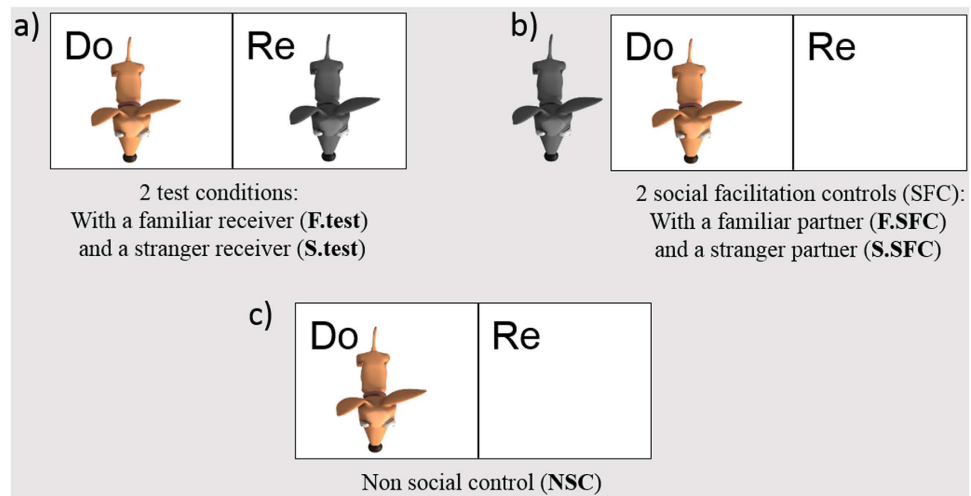 a)
Do
Re
2 test conditions:
With a familiar receiver (F.test)
and a stranger receiver (S.test)
b)
Do
Re
2 social facilitation controls (SFC):
With a familiar partner (F.SFC)
and a stranger partner (S.SFC)
c)
Do
Re
Non social control (NSC)